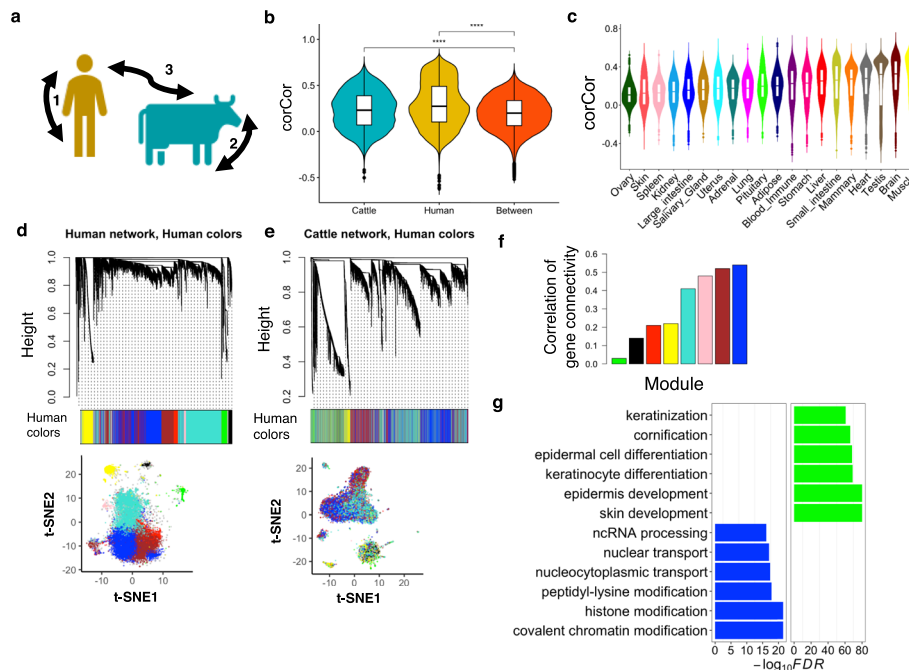 a
1
3
2
b
corCor
1.0
0.5
0.0
-0.5
****
****
Cattle
Human
Between
c
corCor
0.8
0.4
0.0
-0.4
Ovary
Skin
Spleen
Kidney
Large_intestine
Salivary_Gland
Uterus
Adrenal
Lung
Pituitary
Adipose
Blood_Immune
Stomach
Liver
Small_intestine
Mammary
Heart
Testis
Brain
d
Human network, Human colors
Height
1.0
0.8
0.6
0.4
0.2
0.0
Human
colors
t-SNE2
20
10
0
-10
-20
-10
0
10
t-SNE1
e
Cattle network, Human colors
Height
1.0
0.8
0.6
0.4
0.2
Human
colors
t-SNE2
20
10
0
-10
-20
-10
0
10
20
t-SNE1
f
Correlation of
gene connectivity
0.6
0.5
0.4
0.3
0.2
0.1
0.0
Module
g
keratinization
cornification
epidermal cell differentiation
keratinocyte differentiation
epidermis development
skin development
ncRNA processing
nuclear transport
nucleocytoplasmic transport
peptidyl-lysine modification
histone modification
covalent chromatin modification
0 5 10 15 20
0 20 40 60 80
−log10FDR